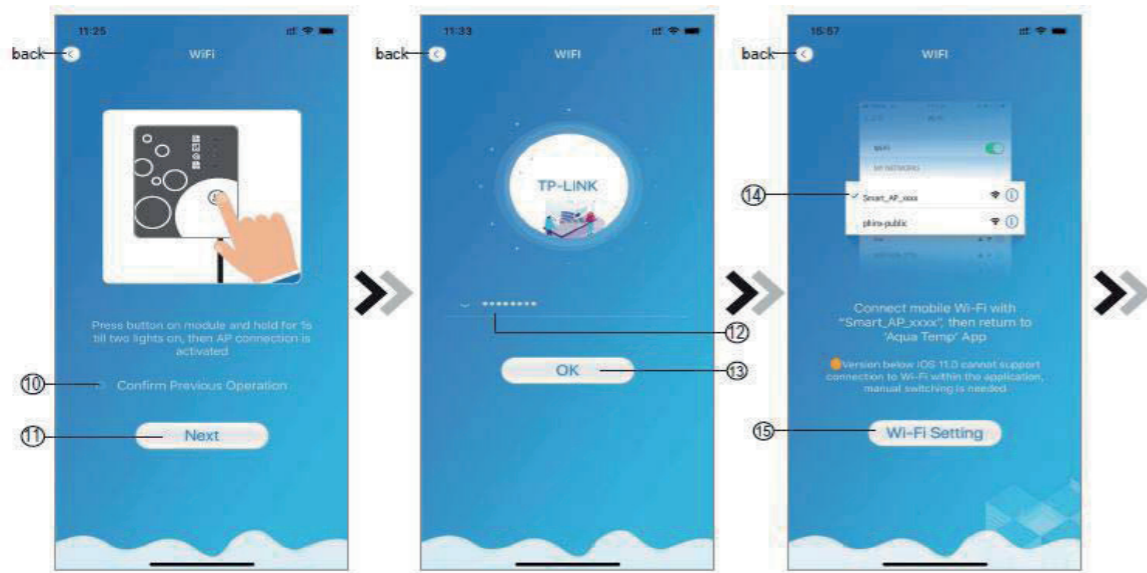 11:25
back
WiFi
Press button on module and hold for 1s
till two lights on, then AP connection is
activated
⑩ Confirm Previous Operation
⑪ Next
11:33
back
WIFI
TP-LINK
⑫
OK ⑬
15:57
back
WIFI
MY NETWORKS
⑭ Smart_AP_xxxx
phinx-public
Connect mobile Wi-Fi with
"Smart_AP_xxxx", then return to
'Aqua Temp' App
Version below iOS 11.0 cannot support
connection to Wi-Fi within the application,
manual switching is needed
⑮ Wi-Fi Setting